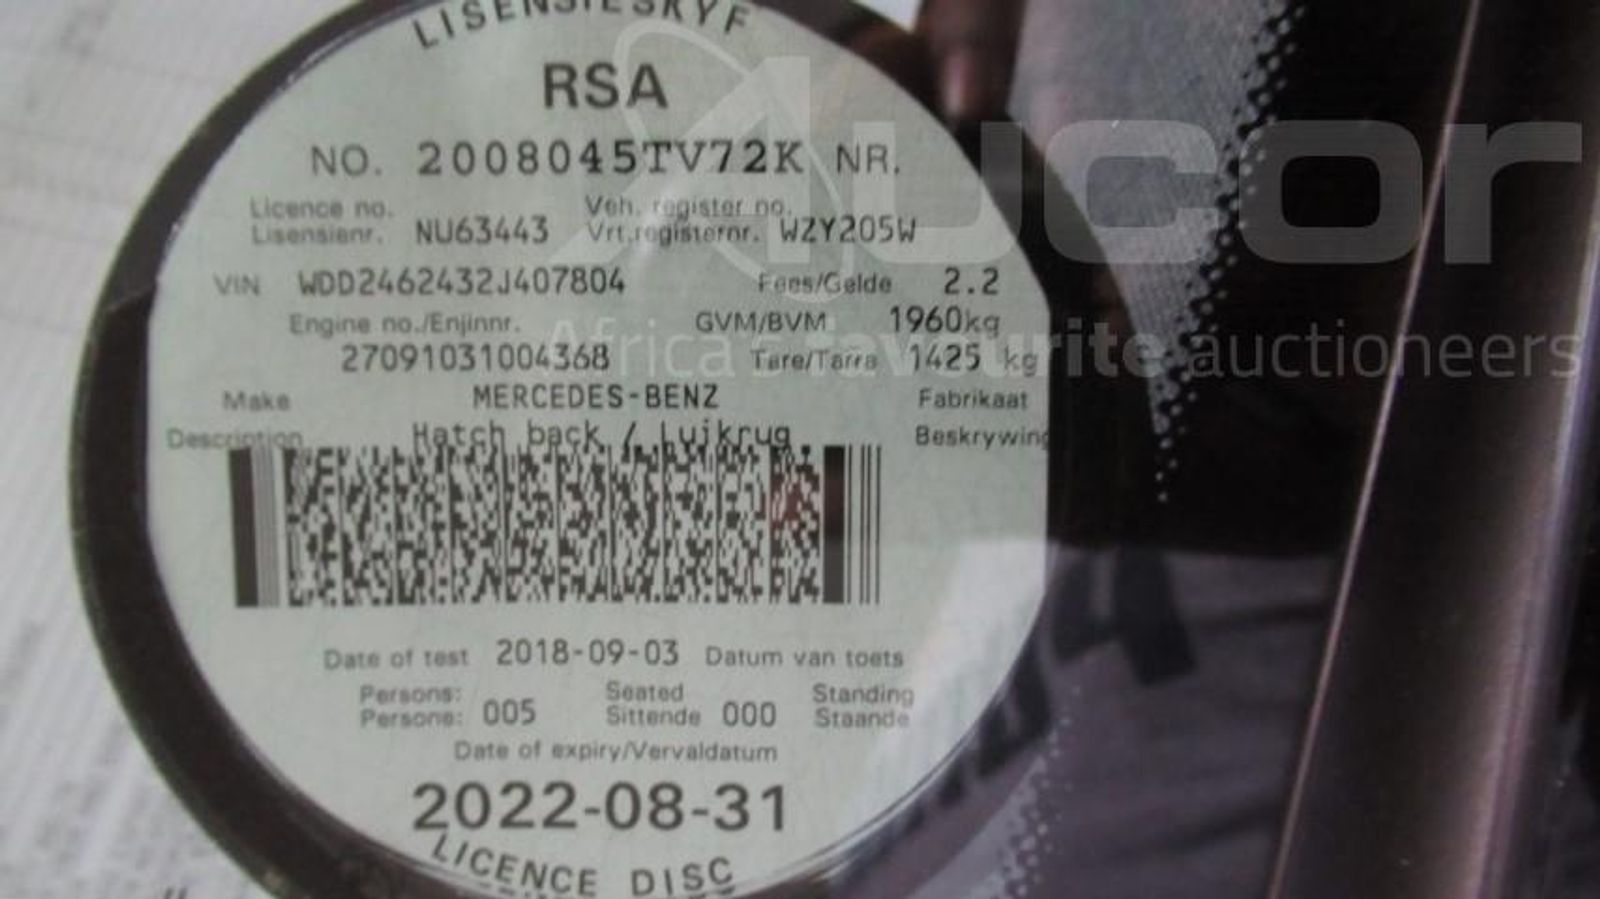 LISENSIESKYF
RSA
NO. 2008045TV72K NR.
Licence no. Veh. register no.
Lisensienr. NU63443 Vrt.registernr. WZY205W
VIN WDD2462432J407804 Fees/Gelde 2.2
Engine no./Enjinnr. GVM/BVM 1960kg
27091031004368 Tare/Tarra 1425 kg
Make MERCEDES-BENZ Fabrikaat
Description Hatch back / Luikrug Beskrywing
Date of test 2018-09-03 Datum van toets
Persons: Seated Standing
Persone: 005 Sittende 000 Staande
Date of expiry/Vervaldatum
2022-08-31
LICENCE DISC
Aucor
Africa's favourite auctioneers